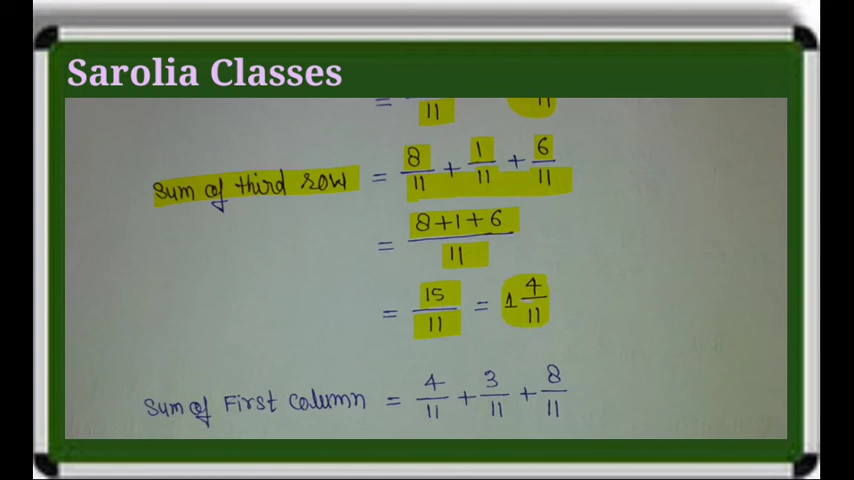 Sarolia Classes
= 11 11
Sum of third row = 8/11 + 1/11 + 6/11
= 8+1+6/11
= 15/11 = 1 4/11
Sum of First column = 4/11 + 3/11 + 8/11